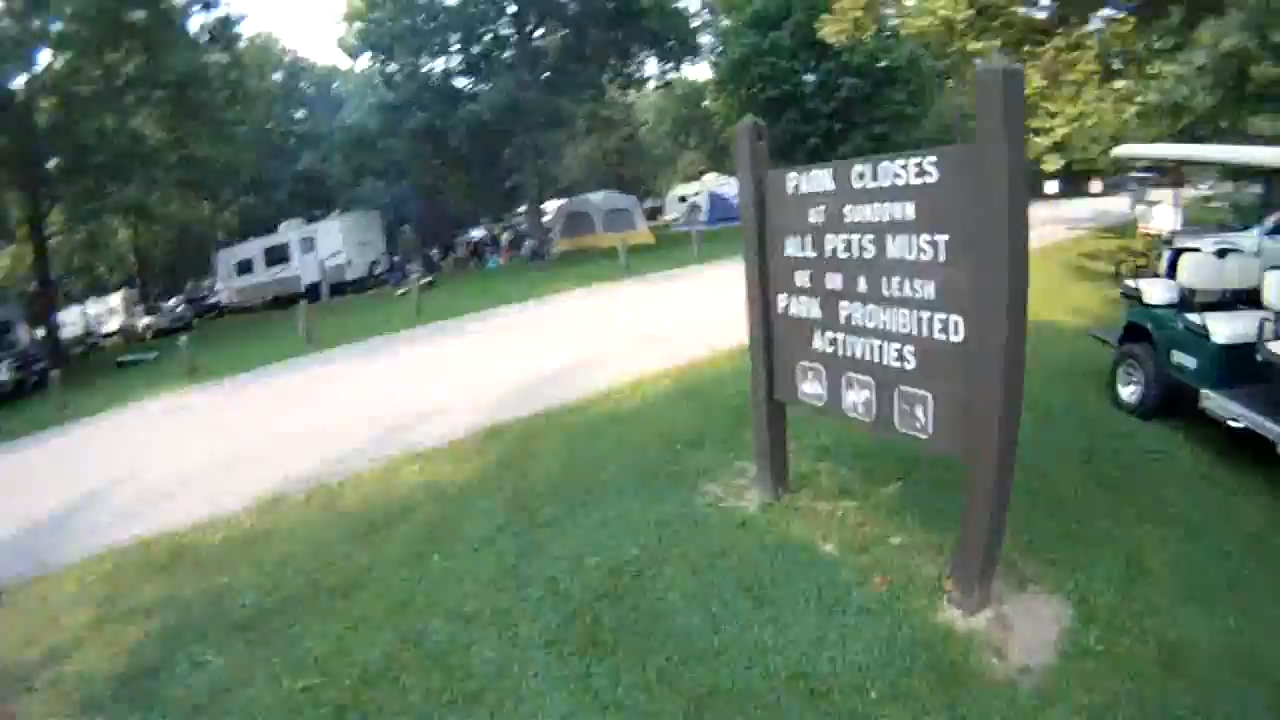 PARK CLOSES
AT SUNDOWN
ALL PETS MUST
BE ON A LEASH
PARK PROHIBITED
ACTIVITIES